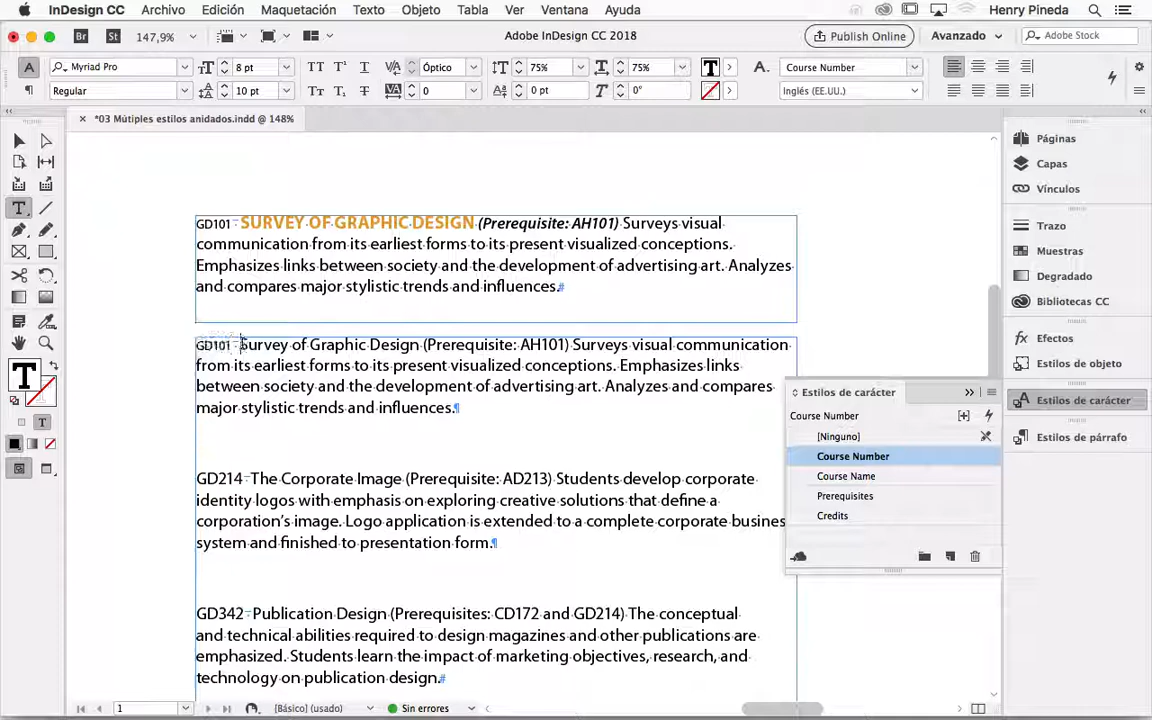 InDesign CC Archivo Edición Maquetación Texto Objeto Tabla Ver Ventana Ayuda Henry Pineda
Br St 147,9% Adobe InDesign CC 2018 Publish Online Avanzado Adobe Stock
A Myriad Pro 8 pt Óptico 75% 75% Course Number
Regular 10 pt 0 0 pt 0° Inglés (EE.UU.)
*03 Mútiples estilos anidados.indd @ 148%
Páginas
Capas
Vínculos
Trazo
Muestras
Degradado
Bibliotecas CC
Efectos
Estilos de objeto
Estilos de carácter
Estilos de párrafo
GD101 SURVEY OF GRAPHIC DESIGN (Prerequisite: AH101) Surveys visual
communication from its earliest forms to its present visualized conceptions.
Emphasizes links between society and the development of advertising art. Analyzes
and compares major stylistic trends and influences.#
GD101 Survey of Graphic Design (Prerequisite: AH101) Surveys visual communication
from its earliest forms to its present visualized conceptions. Emphasizes links
between society and the development of advertising art. Analyzes and compares
major stylistic trends and influences.¶
GD214 The Corporate Image (Prerequisite: AD213) Students develop corporate
identity logos with emphasis on exploring creative solutions that define a
corporation's image. Logo application is extended to a complete corporate busines
system and finished to presentation form.¶
GD342 Publication Design (Prerequisites: CD172 and GD214) The conceptual
and technical abilities required to design magazines and other publications are
emphasized. Students learn the impact of marketing objectives, research, and
technology on publication design.#
Estilos de carácter
Course Number
[Ninguno]
Course Number
Course Name
Prerequisites
Credits
1 [Básico] (usado) Sin errores